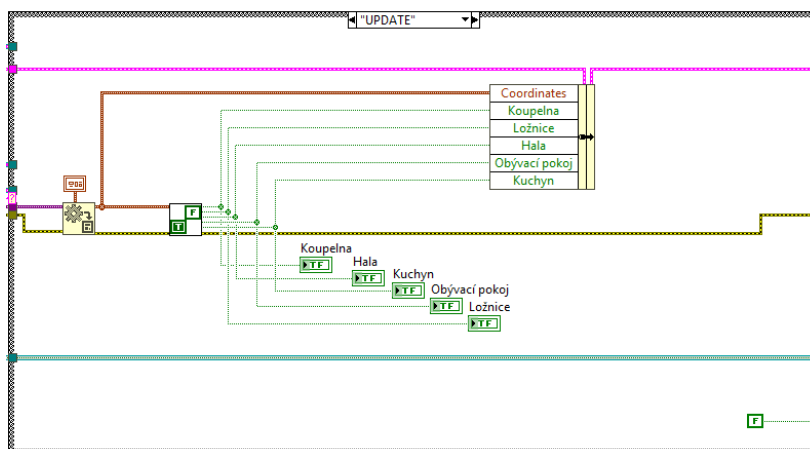 "UPDATE"
Coordinates
Koupelna
Ložnice
Hala
Obývací pokoj
Kuchyn
?
F
T
Koupelna
TF
Hala
TF
Kuchyn
TF
Obývací pokoj
TF
Ložnice
TF
F